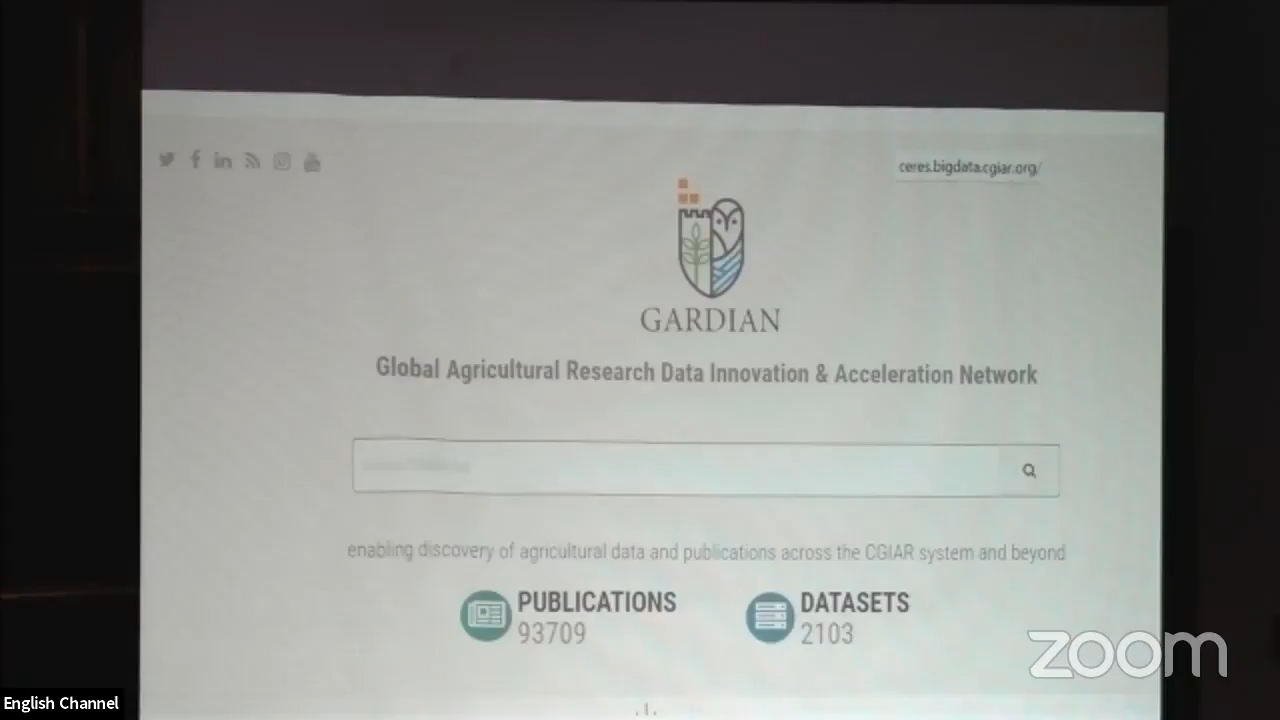 ceres.bigdata.cgiar.org/
GARDIAN
Global Agricultural Research Data Innovation & Acceleration Network
enabling discovery of agricultural data and publications across the CGIAR system and beyond
PUBLICATIONS
93709
DATASETS
2103
zoom
English Channel